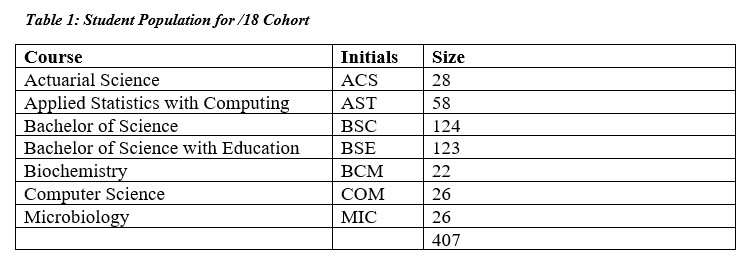 Table 1: Student Population for /18 Cohort
Course Initials Size
Actuarial Science ACS 28
Applied Statistics with Computing AST 58
Bachelor of Science BSC 124
Bachelor of Science with Education BSE 123
Biochemistry BCM 22
Computer Science COM 26
Microbiology MIC 26
407